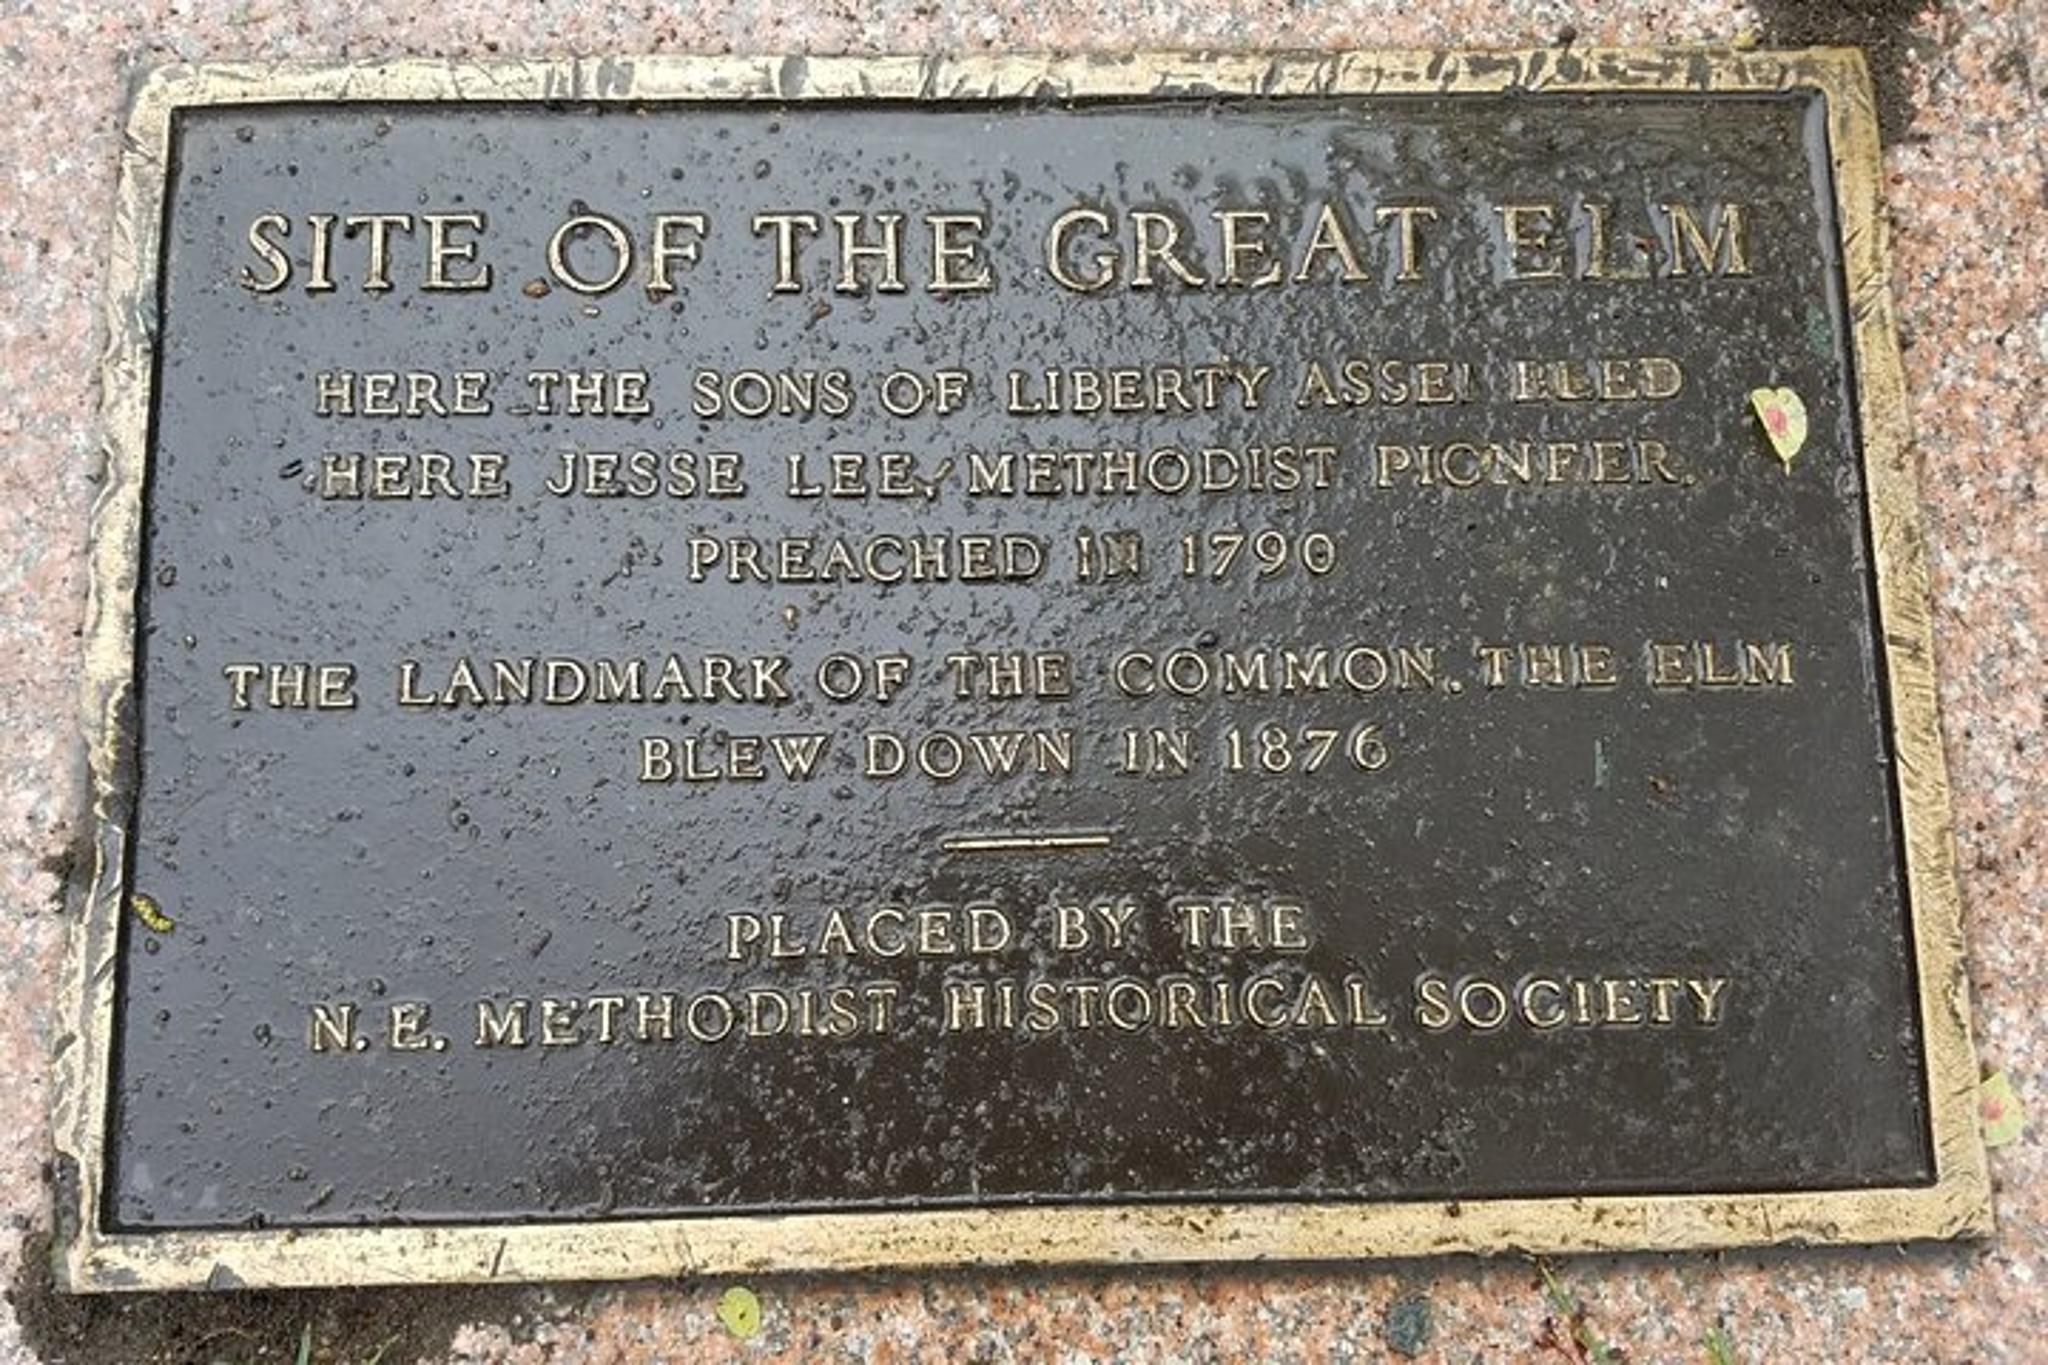 SITE OF THE GREAT ELM
HERE THE SONS OF LIBERTY ASSEMBLED
HERE JESSE LEE, METHODIST PIONEER,
PREACHED IN 1790
THE LANDMARK OF THE COMMON. THE ELM
BLEW DOWN IN 1876
PLACED BY THE
N. E. METHODIST HISTORICAL SOCIETY